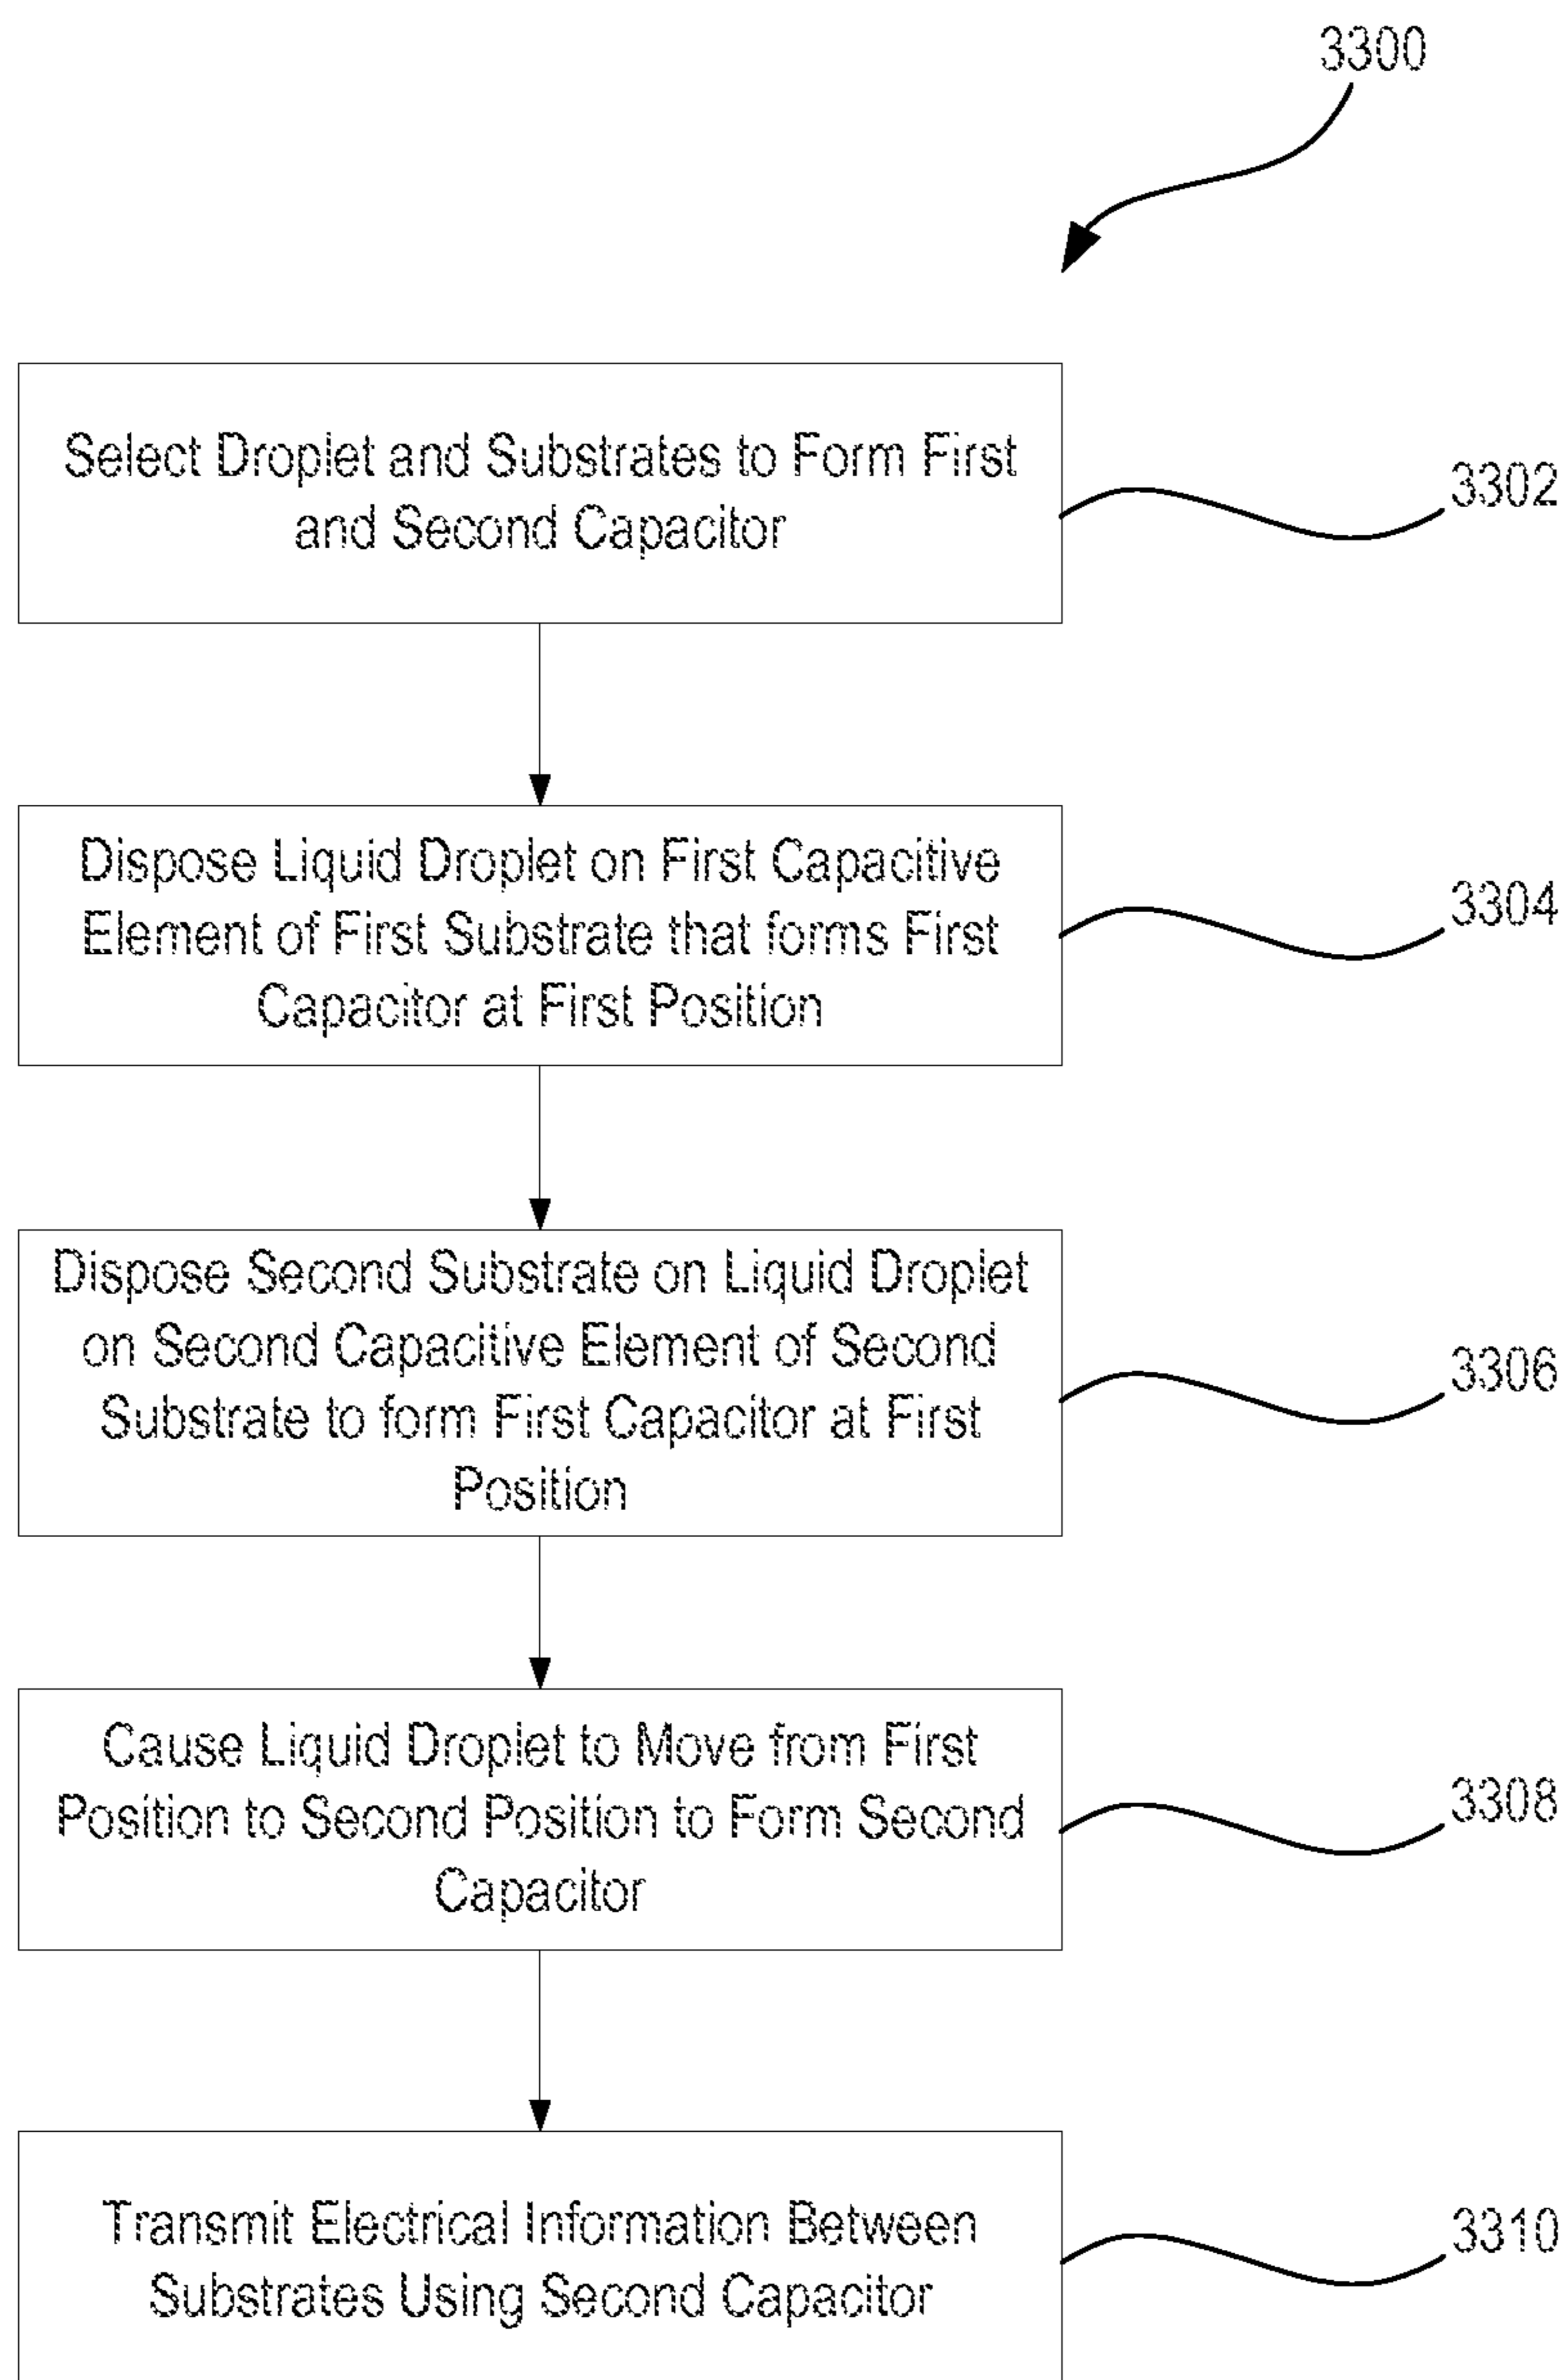 3300
Select Droplet and Substrates to Form First
and Second Capacitor
3302
Dispose Liquid Droplet on First Capacitive
Element of First Substrate that forms First
Capacitor at First Position
3304
Dispose Second Substrate on Liquid Droplet
on Second Capacitive Element of Second
Substrate to form First Capacitor at First
Position
3306
Cause Liquid Droplet to Move from First
Position to Second Position to Form Second
Capacitor
3308
Transmit Electrical Information Between
Substrates Using Second Capacitor
3310